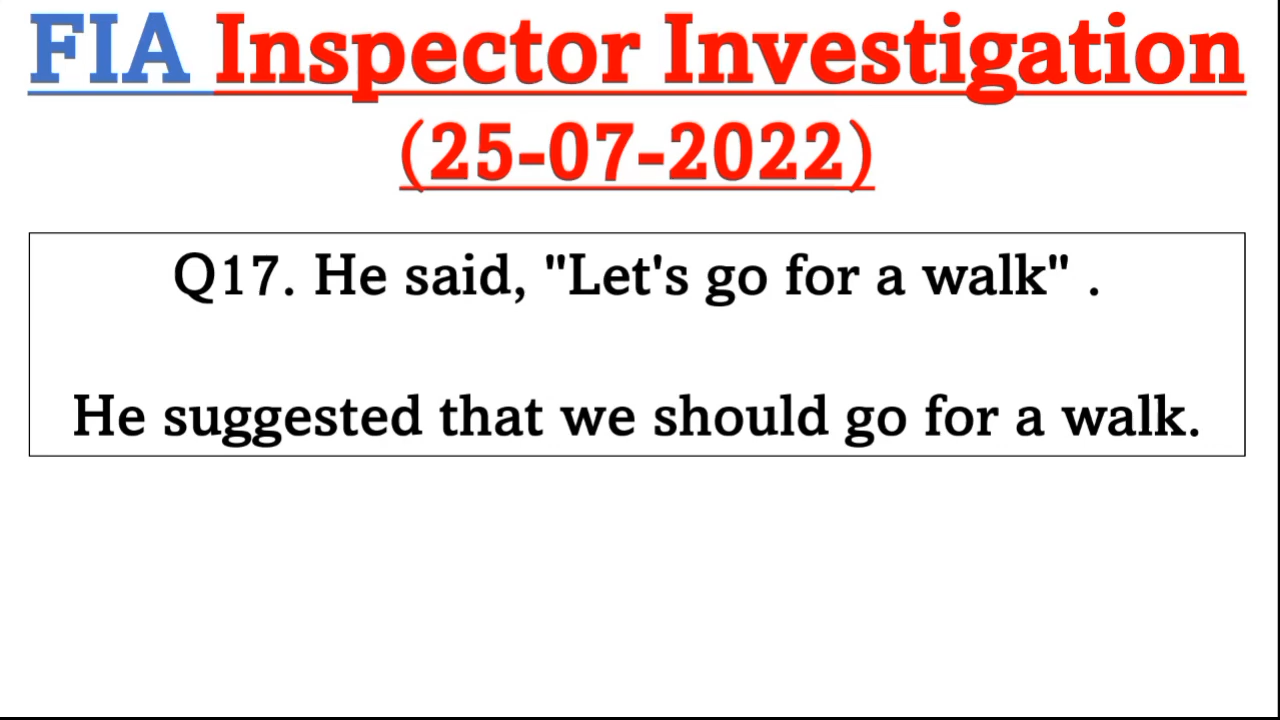 FIA Inspector Investigation
(25-07-2022)
Q17. He said, "Let's go for a walk" .
He suggested that we should go for a walk.